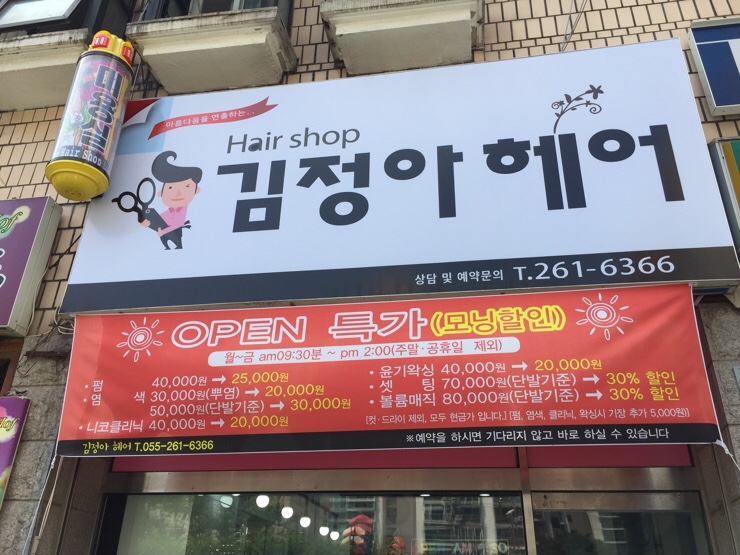 미용실
Hair Shop
아름다움을 연출하는..
Hair shop
김정아 헤어
상담 및 예약문의 T.261-6366
OPEN 특가(모닝할인)
월~금 am09:30분 ~ pm 2:00(주말·공휴일 제외)
·펌 40,000원 → 25,000원
·염 색 30,000원(뿌염) → 20,000원
50,000원(단발기준) → 30,000원
·니코클리닉 40,000원 → 20,000원
·윤기왁싱 40,000원 → 20,000원
·셋 팅 70,000원(단발기준) → 30% 할인
·볼륨매직 80,000원(단발기준) → 30% 할인
[컷·드라이 제외, 모두 현금가 입니다.] [펌, 염색, 클리닉, 왁싱시 기장 추가 5,000원)]
김정아 헤어 T.055-261-6366
※예약을 하시면 기다리지 않고 바로 하실 수 있습니다